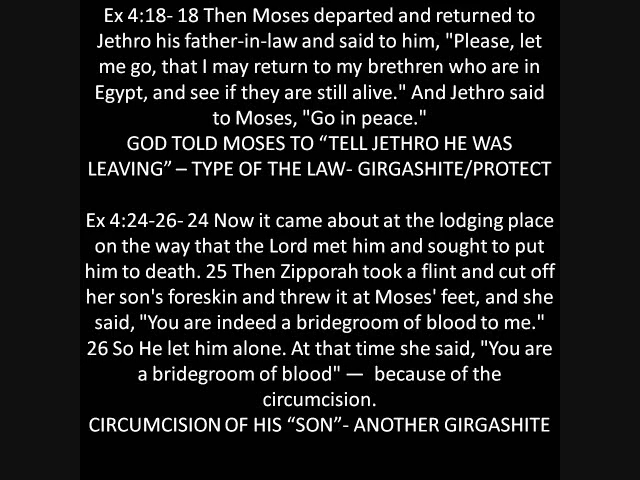 Ex 4:18- 18 Then Moses departed and returned to
Jethro his father-in-law and said to him, "Please, let
me go, that I may return to my brethren who are in
Egypt, and see if they are still alive." And Jethro said
to Moses, "Go in peace."
GOD TOLD MOSES TO “TELL JETHRO HE WAS
LEAVING” – TYPE OF THE LAW- GIRGASHITE/PROTECT
Ex 4:24-26- 24 Now it came about at the lodging place
on the way that the Lord met him and sought to put
him to death. 25 Then Zipporah took a flint and cut off
her son's foreskin and threw it at Moses' feet, and she
said, "You are indeed a bridegroom of blood to me."
26 So He let him alone. At that time she said, "You are
a bridegroom of blood" — because of the
circumcision.
CIRCUMCISION OF HIS “SON”- ANOTHER GIRGASHITE